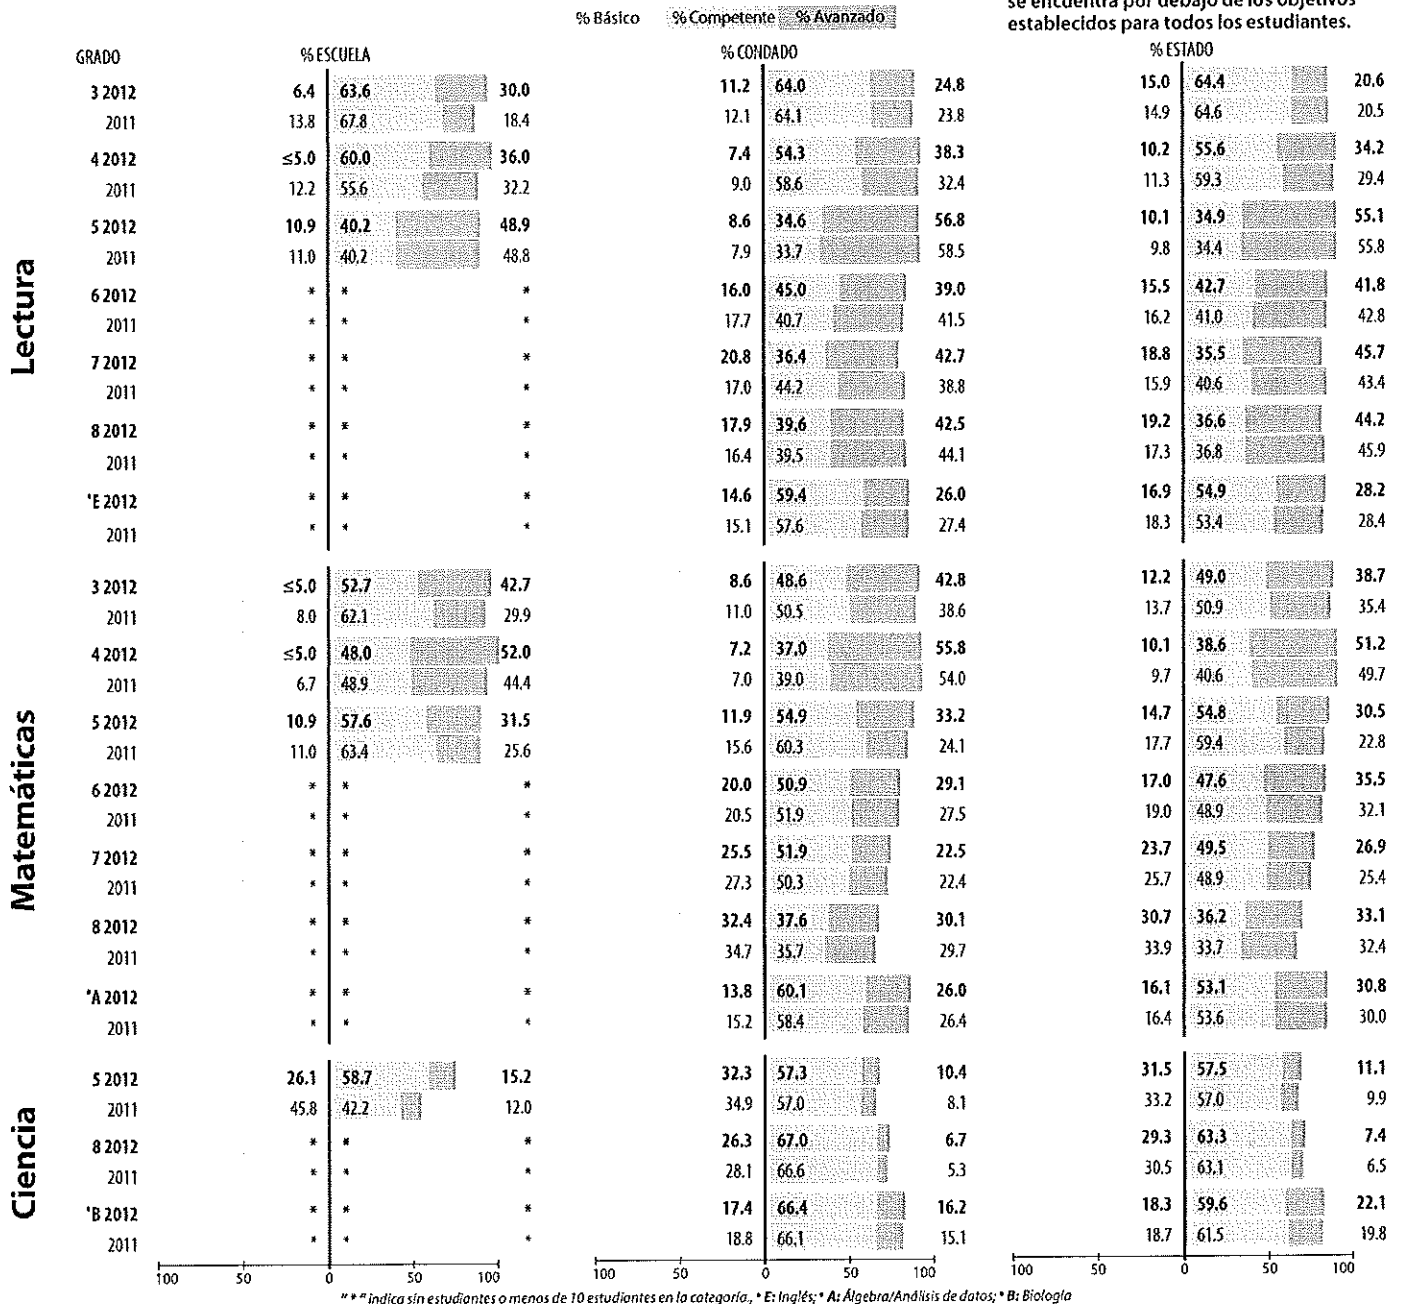 se encuentra por debajo de los objetivos
% Básico % Competente % Avanzado establecidos para todos los estudiantes.
GRADO % ESCUELA % CONDADO % ESTADO
Lectura
3 2012 6.4 63.6 30.0 11.2 64.0 24.8 15.0 64.4 20.6
2011 13.8 67.8 18.4 12.1 64.1 23.8 14.9 64.6 20.5
4 2012 ≤5.0 60.0 36.0 7.4 54.3 38.3 10.2 55.6 34.2
2011 12.2 55.6 32.2 9.0 58.6 32.4 11.3 59.3 29.4
5 2012 10.9 40.2 48.9 8.6 34.6 56.8 10.1 34.9 55.1
2011 11.0 40.2 48.8 7.9 33.7 58.5 9.8 34.4 55.8
6 2012 * * * 16.0 45.0 39.0 15.5 42.7 41.8
2011 * * * 17.7 40.7 41.5 16.2 41.0 42.8
7 2012 * * * 20.8 36.4 42.7 18.8 35.5 45.7
2011 * * * 17.0 44.2 38.8 15.9 40.6 43.4
8 2012 * * * 17.9 39.6 42.5 19.2 36.6 44.2
2011 * * * 16.4 39.5 44.1 17.3 36.8 45.9
*E 2012 * * * 14.6 59.4 26.0 16.9 54.9 28.2
2011 * * * 15.1 57.6 27.4 18.3 53.4 28.4
Matemáticas
3 2012 ≤5.0 52.7 42.7 8.6 48.6 42.8 12.2 49.0 38.7
2011 8.0 62.1 29.9 11.0 50.5 38.6 13.7 50.9 35.4
4 2012 ≤5.0 48.0 52.0 7.2 37.0 55.8 10.1 38.6 51.2
2011 6.7 48.9 44.4 7.0 39.0 54.0 9.7 40.6 49.7
5 2012 10.9 57.6 31.5 11.9 54.9 33.2 14.7 54.8 30.5
2011 11.0 63.4 25.6 15.6 60.3 24.1 17.7 59.4 22.8
6 2012 * * * 20.0 50.9 29.1 17.0 47.6 35.5
2011 * * * 20.5 51.9 27.5 19.0 48.9 32.1
7 2012 * * * 25.5 51.9 22.5 23.7 49.5 26.9
2011 * * * 27.3 50.3 22.4 25.7 48.9 25.4
8 2012 * * * 32.4 37.6 30.1 30.7 36.2 33.1
2011 * * * 34.7 35.7 29.7 33.9 33.7 32.4
*A 2012 * * * 13.8 60.1 26.0 16.1 53.1 30.8
2011 * * * 15.2 58.4 26.4 16.4 53.6 30.0
Ciencia
5 2012 26.1 58.7 15.2 32.3 57.3 10.4 31.5 57.5 11.1
2011 45.8 42.2 12.0 34.9 57.0 8.1 33.2 57.0 9.9
8 2012 * * * 26.3 67.0 6.7 29.3 63.3 7.4
2011 * * * 28.1 66.6 5.3 30.5 63.1 6.5
*B 2012 * * * 17.4 66.4 16.2 18.3 59.6 22.1
2011 * * * 18.8 66.1 15.1 18.7 61.5 19.8
100 50 0 50 100 100 50 0 50 100 100 50 0 50 100
"*" indica sin estudiantes o menos de 10 estudiantes en la categoría., * E: Inglés; * A: Álgebra/Análisis de datos; * B: Biología